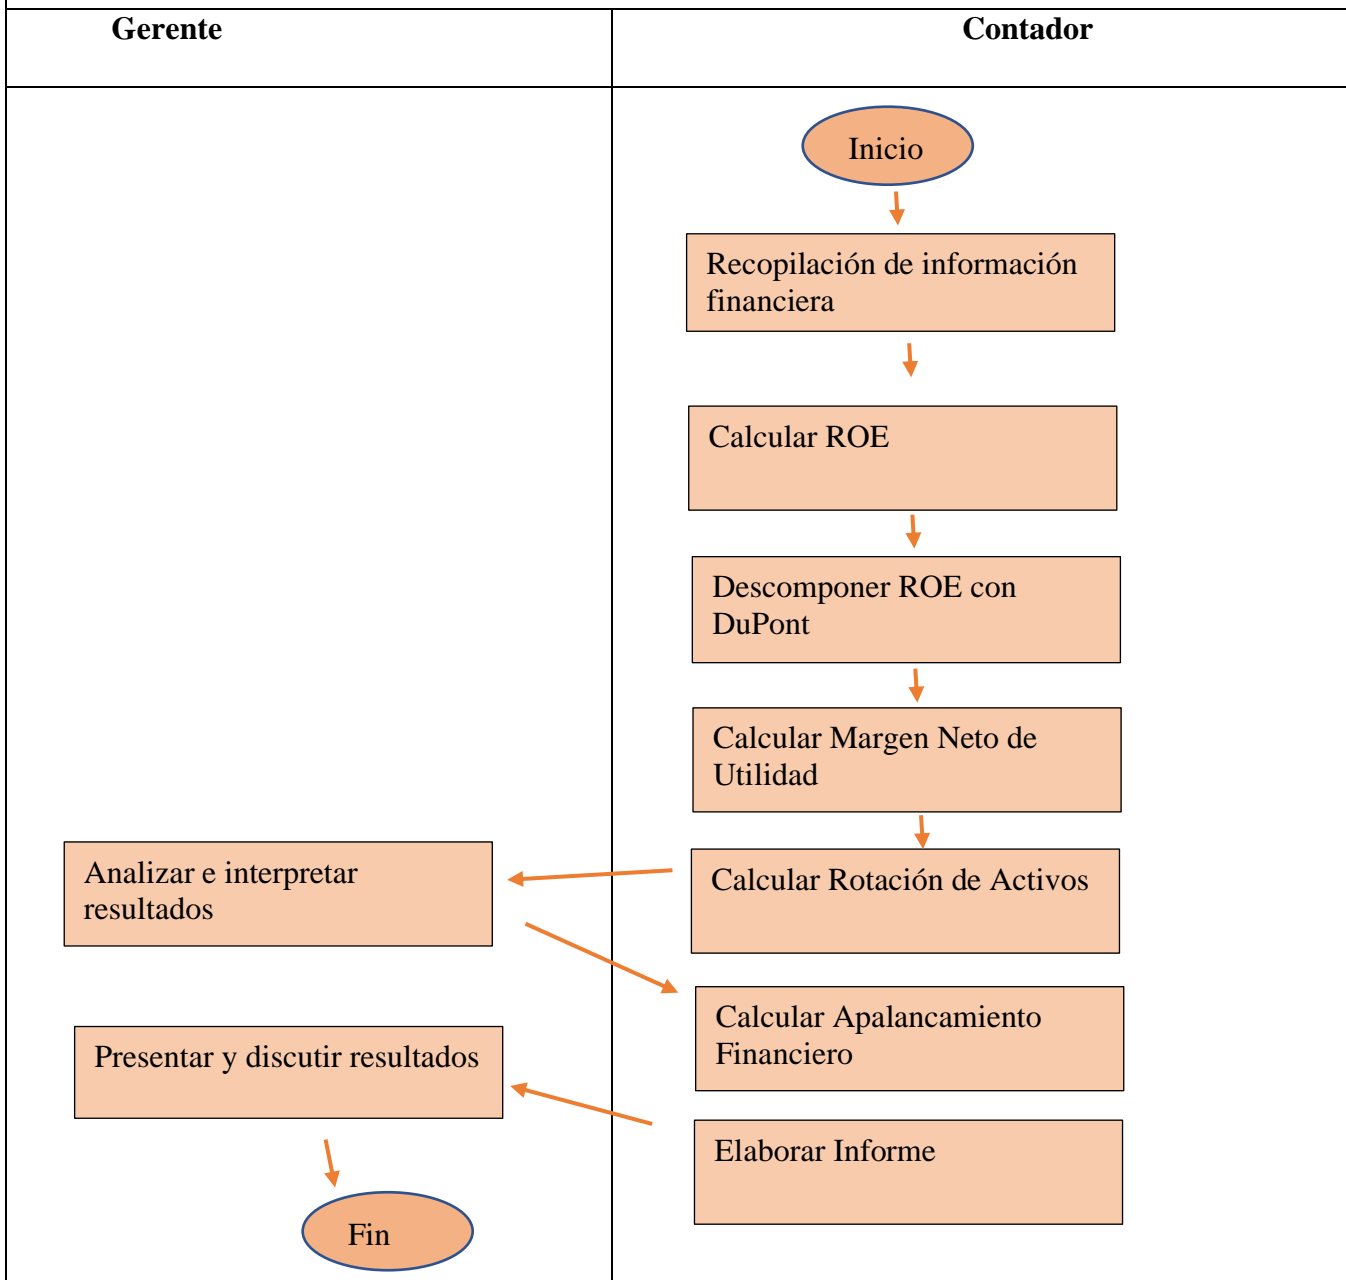 Gerente
Contador
Inicio
Recopilación de información
financiera
Calcular ROE
Descomponer ROE con
DuPont
Calcular Margen Neto de
Utilidad
Calcular Rotación de Activos
Analizar e interpretar
resultados
Calcular Apalancamiento
Financiero
Elaborar Informe
Presentar y discutir resultados
Fin